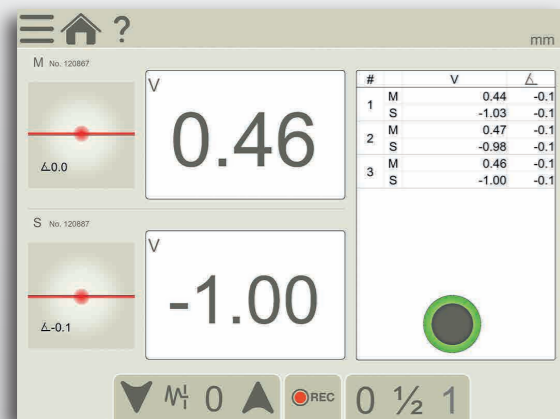 ?
mm
M No. 120867
V
0.46
∡0.0
S No. 120887
V
-1.00
∡-0.1
# V ∡
1 M 0.44 -0.1
S -1.03 -0.1
2 M 0.47 -0.1
S -0.98 -0.1
3 M 0.46 -0.1
S -1.00 -0.1
0 REC 0 ½ 1